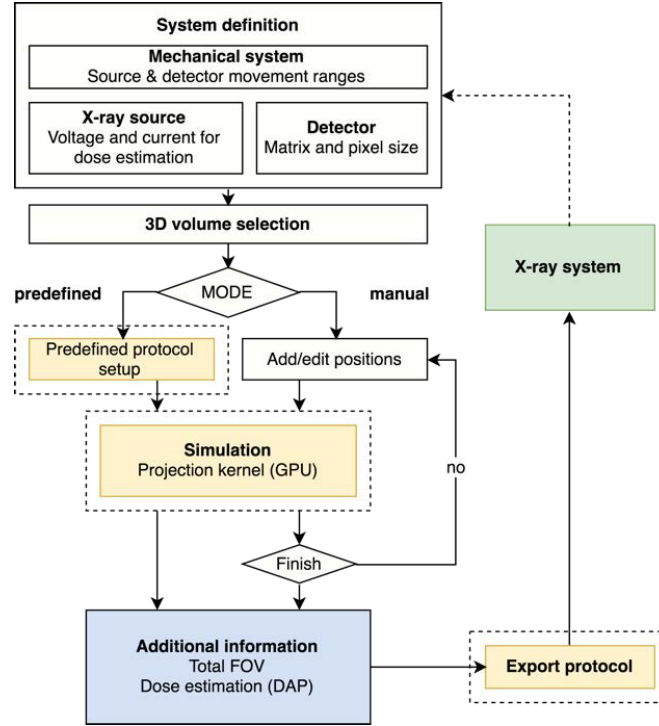 System definition
Mechanical system
Source & detector movement ranges
X-ray source
Voltage and current for
dose estimation
Detector
Matrix and pixel size
3D volume selection
predefined
MODE
manual
Predefined protocol
setup
Add/edit positions
X-ray system
Simulation
Projection kernel (GPU)
no
Finish
Additional information
Total FOV
Dose estimation (DAP)
Export protocol